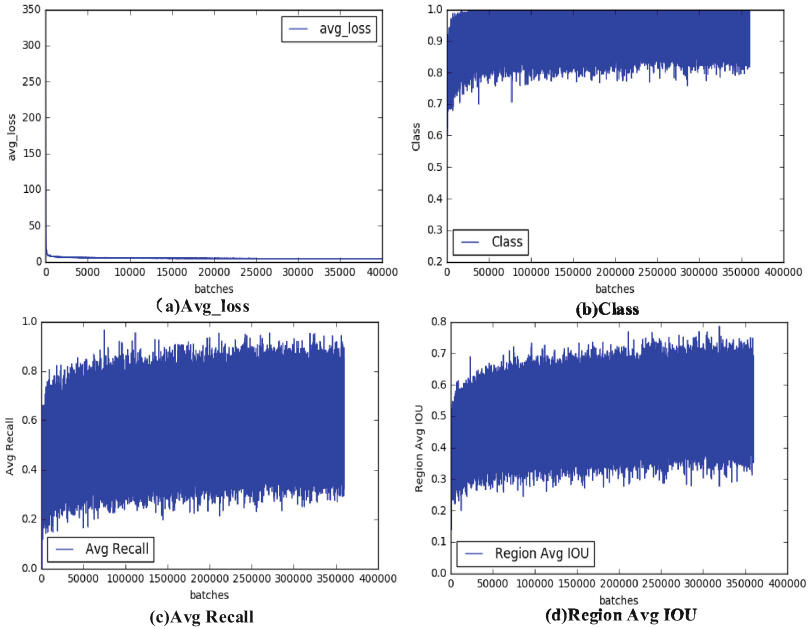 350
300
250
200
150
100
50
0
avg_loss
avg_loss
0 5000 10000 15000 20000 25000 30000 35000 40000
batches
（a)Avg_loss
1.0
0.9
0.8
0.7
0.6
0.5
0.4
0.3
0.2
Class
Class
0 50000 100000 150000 200000 250000 300000 350000 400000
batches
(b)Class
1.0
0.8
0.6
0.4
0.2
0.0
Avg Recall
Avg Recall
0 50000 100000 150000 200000 250000 300000 350000 400000
batches
(c)Avg Recall
0.8
0.7
0.6
0.5
0.4
0.3
0.2
0.1
0.0
Region Avg IOU
Region Avg IOU
0 50000 100000 150000 200000 250000 300000 350000 400000
batches
(d)Region Avg IOU